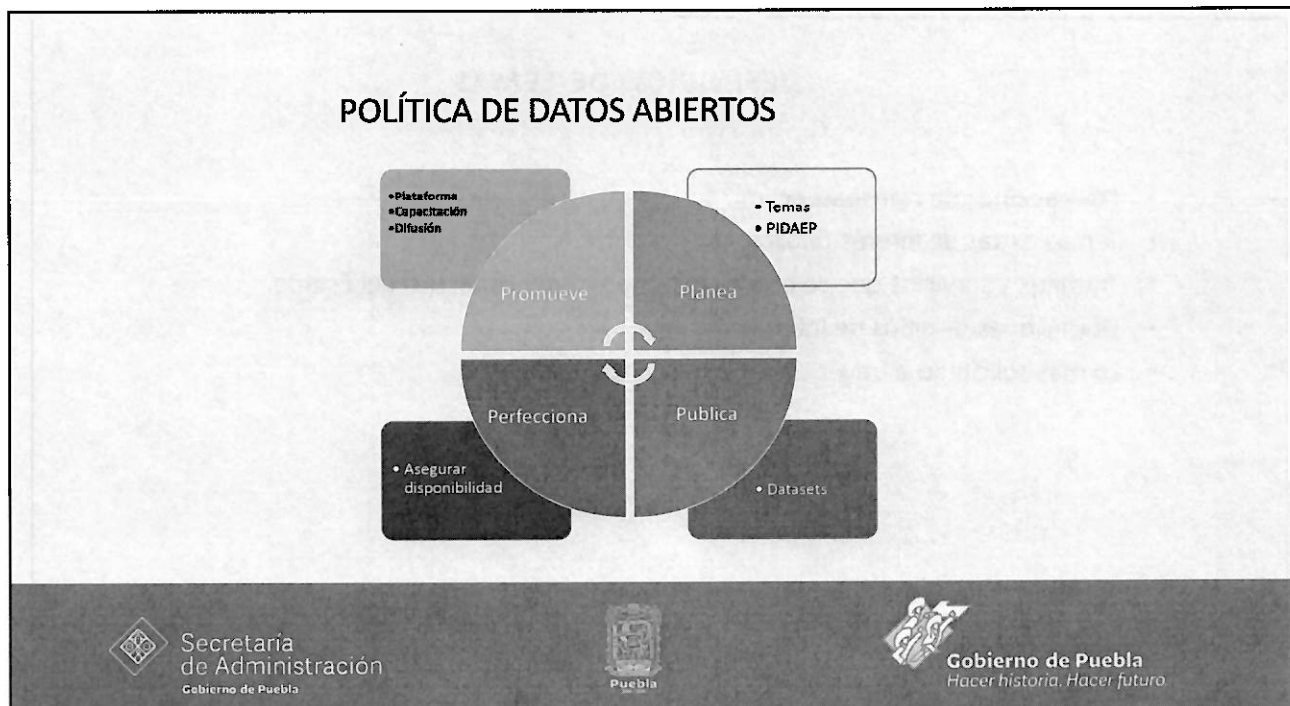 POLÍTICA DE DATOS ABIERTOS
•Plataforma
•Capacitación
•Difusión
• Temas
• PIDAEP
Promueve
Planea
Perfecciona
Publica
• Asegurar
disponibilidad
• Datasets
Secretaría
de Administración
Gobierno de Puebla
Puebla
Gobierno de Puebla
Hacer historia. Hacer futuro.